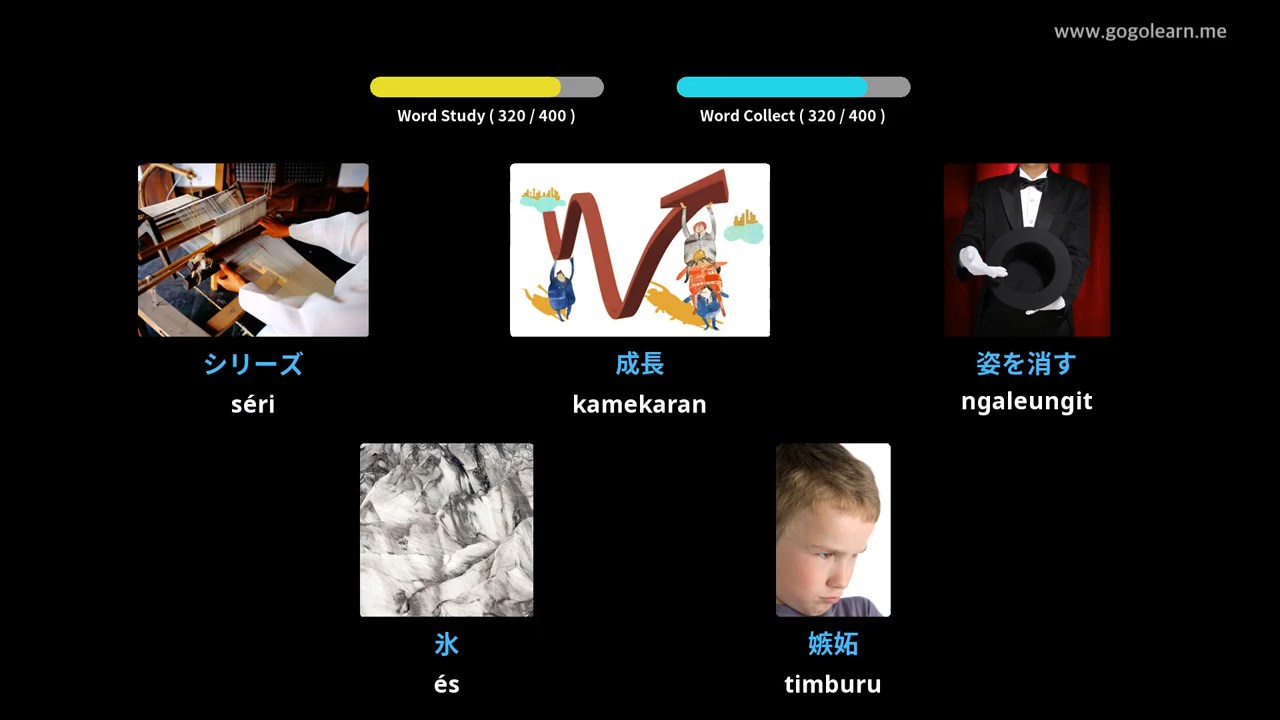 www.gogolearn.me
Word Study ( 320 / 400 )
Word Collect ( 320 / 400 )
シリーズ
séri
成長
kamekaran
姿を消す
ngaleungit
氷
és
嫉妬
timburu